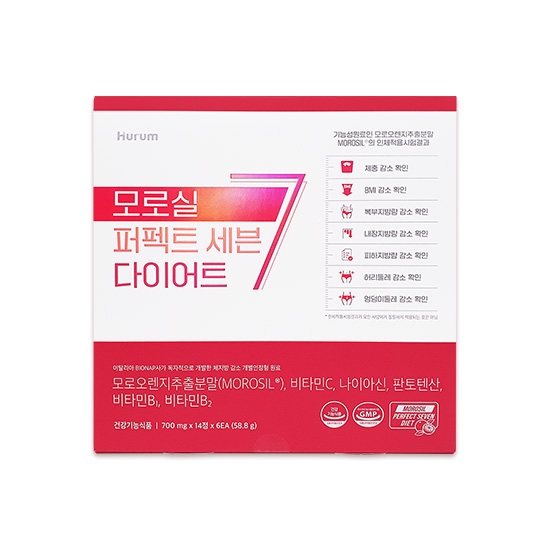 Hurum
모로실
퍼펙트 세븐
다이어트
7
기능성원료인 모로오렌지추출분말
MOROSIL®의 인체적용시험결과
체중 감소 확인
BMI 감소 확인
복부지방량 감소 확인
내장지방량 감소 확인
피하지방량 감소 확인
허리둘레 감소 확인
엉덩이둘레 감소 확인
이탈리아 BIONAP사가 독자적으로 개발한 체지방 감소 개별인정형 원료
모로오렌지추출분말(MOROSIL®), 비타민C, 나이아신, 판토텐산,
비타민B₁, 비타민B₂
건강기능식품 | 700 mg x 14정 x 6EA (58.8 g)
건강
기능식품
GMP
MOROSIL
PERFECT SEVEN
DIET